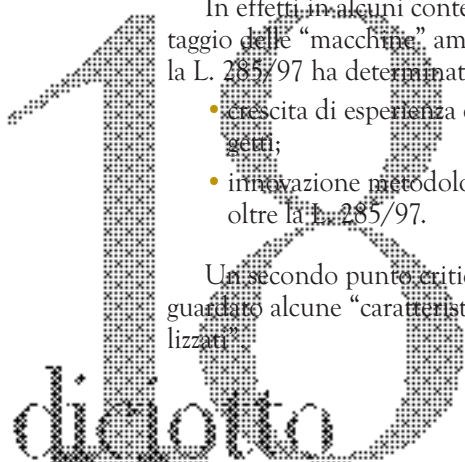 In effetti in alcuni conte
taggio delle “macchine” am
la L. 285/97 ha determinat
• crescita di esperienza
getti;
• innovazione metodolo
oltre la L. 285/97.
Un secondo punto critic
guardato alcune “caratterist
lizzati”.
18
diciotto